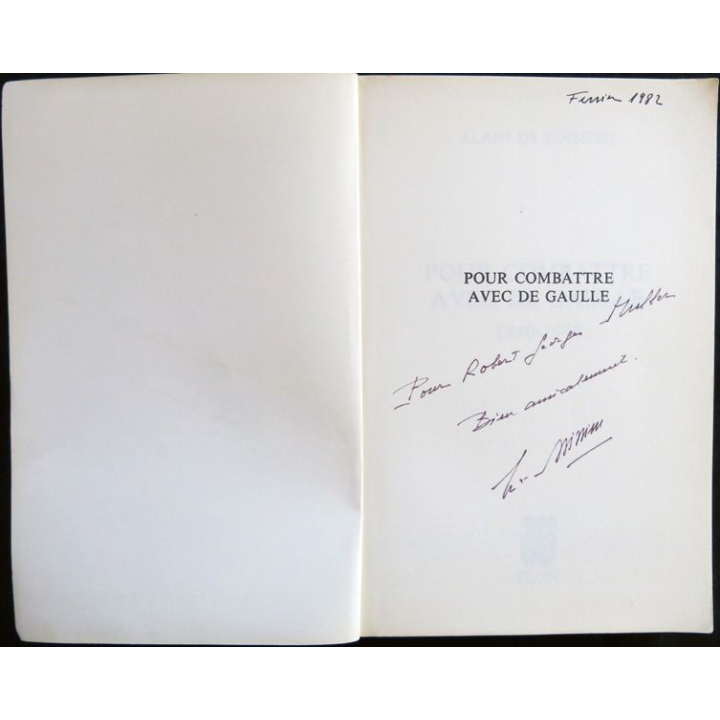 Février 1982
POUR COMBATTRE
AVEC DE GAULLE
Pour Robert Georges
Bien amicalement.